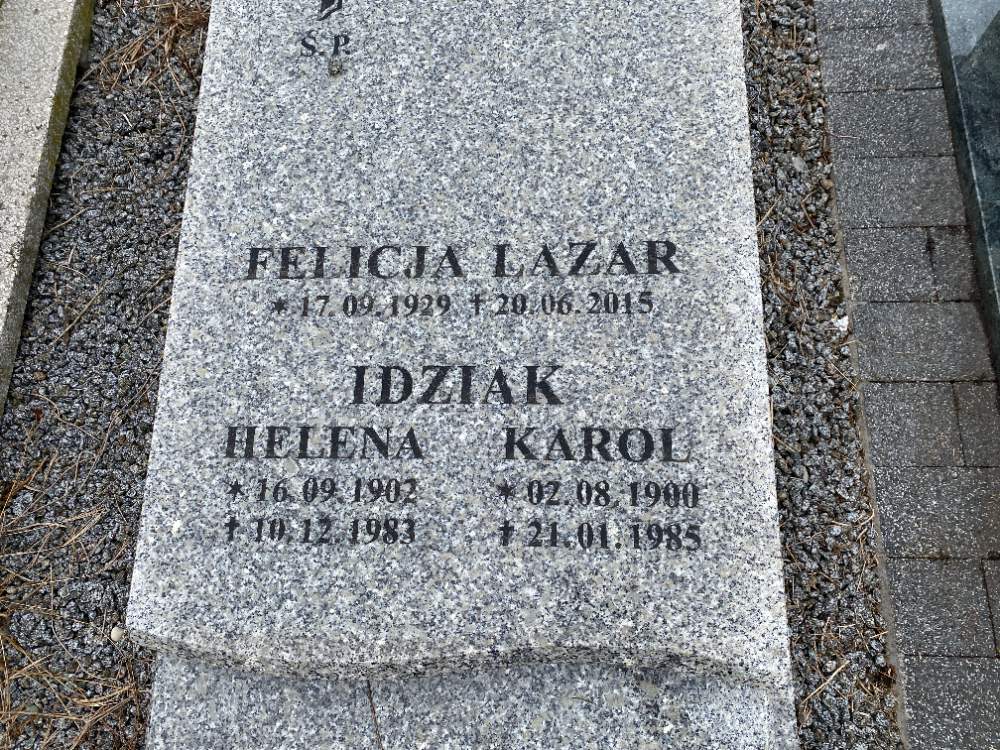 Ś. P.
FELICJA LAZAR
* 17.09.1929 † 20.06.2015
IDZIAK
HELENA KAROL
* 16.09.1902 * 02.08.1900
† 10.12.1983 † 21.01.1985